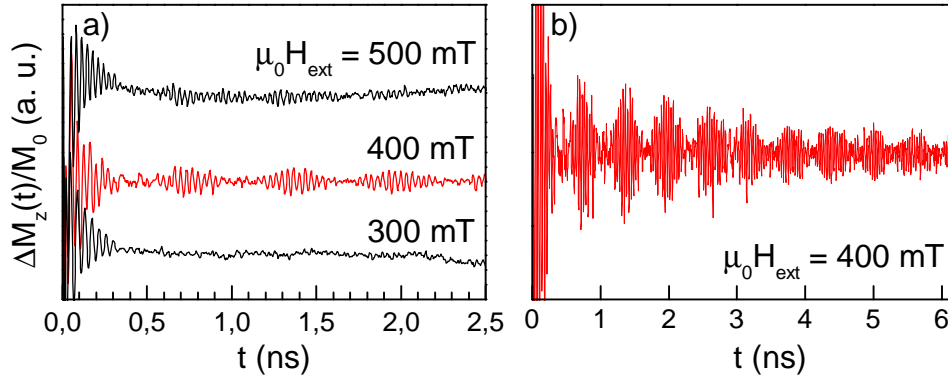 a)
μ₀Hₑₓₜ = 500 mT
400 mT
300 mT
ΔM_z(t)/M₀ (a. u.)
0,0 0,5 1,0 1,5 2,0 2,5
t (ns)
b)
μ₀Hₑₓₜ = 400 mT
0 1 2 3 4 5 6
t (ns)